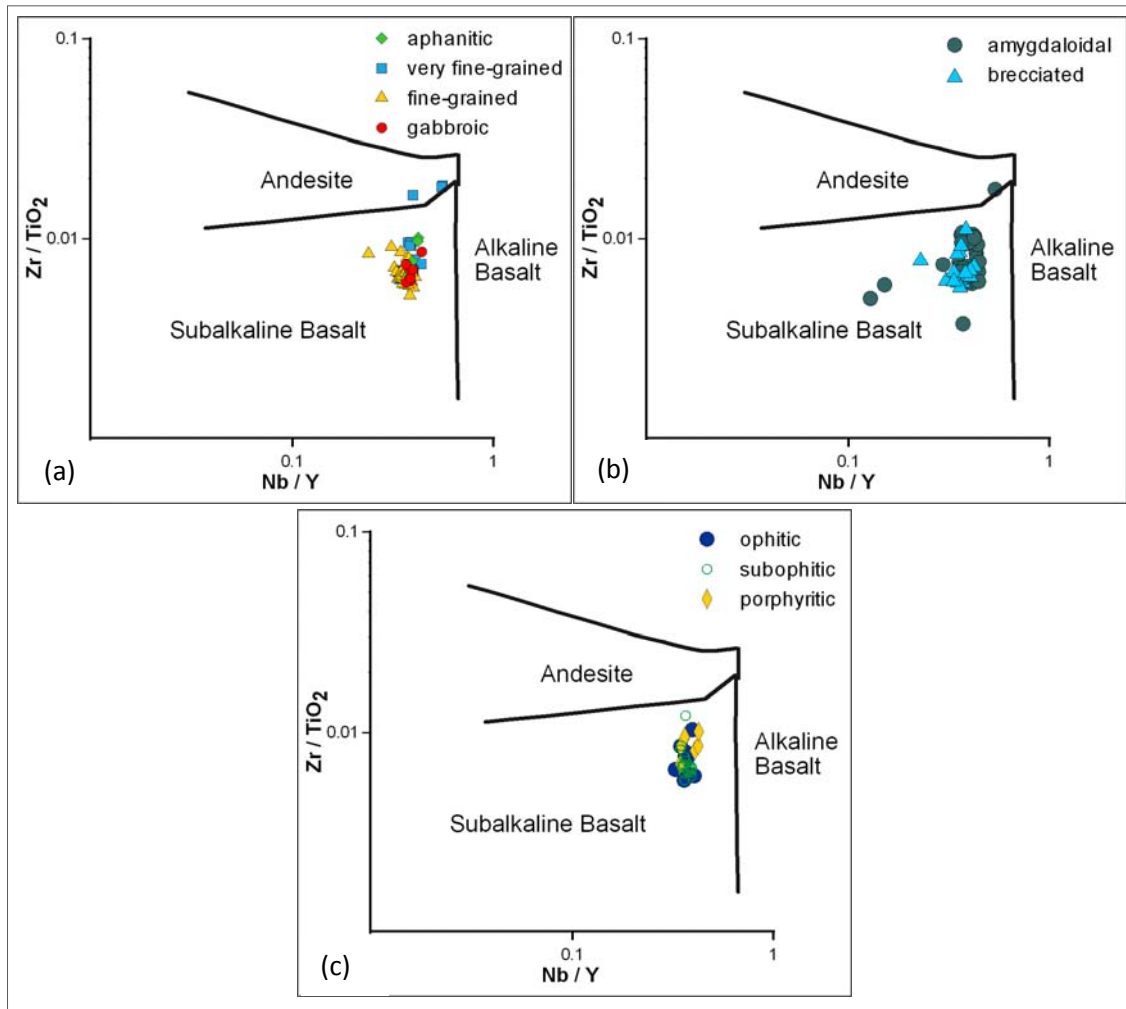 0.1
aphanitic
very fine-grained
fine-grained
gabbroic
Andesite
Zr / TiO2
0.01
Alkaline
Basalt
Subalkaline Basalt
(a)
0.1
1
Nb / Y
0.1
amygdaloidal
brecciated
Andesite
Zr / TiO2
0.01
Alkaline
Basalt
Subalkaline Basalt
(b)
0.1
1
Nb / Y
0.1
ophitic
subophitic
porphyritic
Andesite
Zr / TiO2
0.01
Alkaline
Basalt
Subalkaline Basalt
(c)
0.1
1
Nb / Y